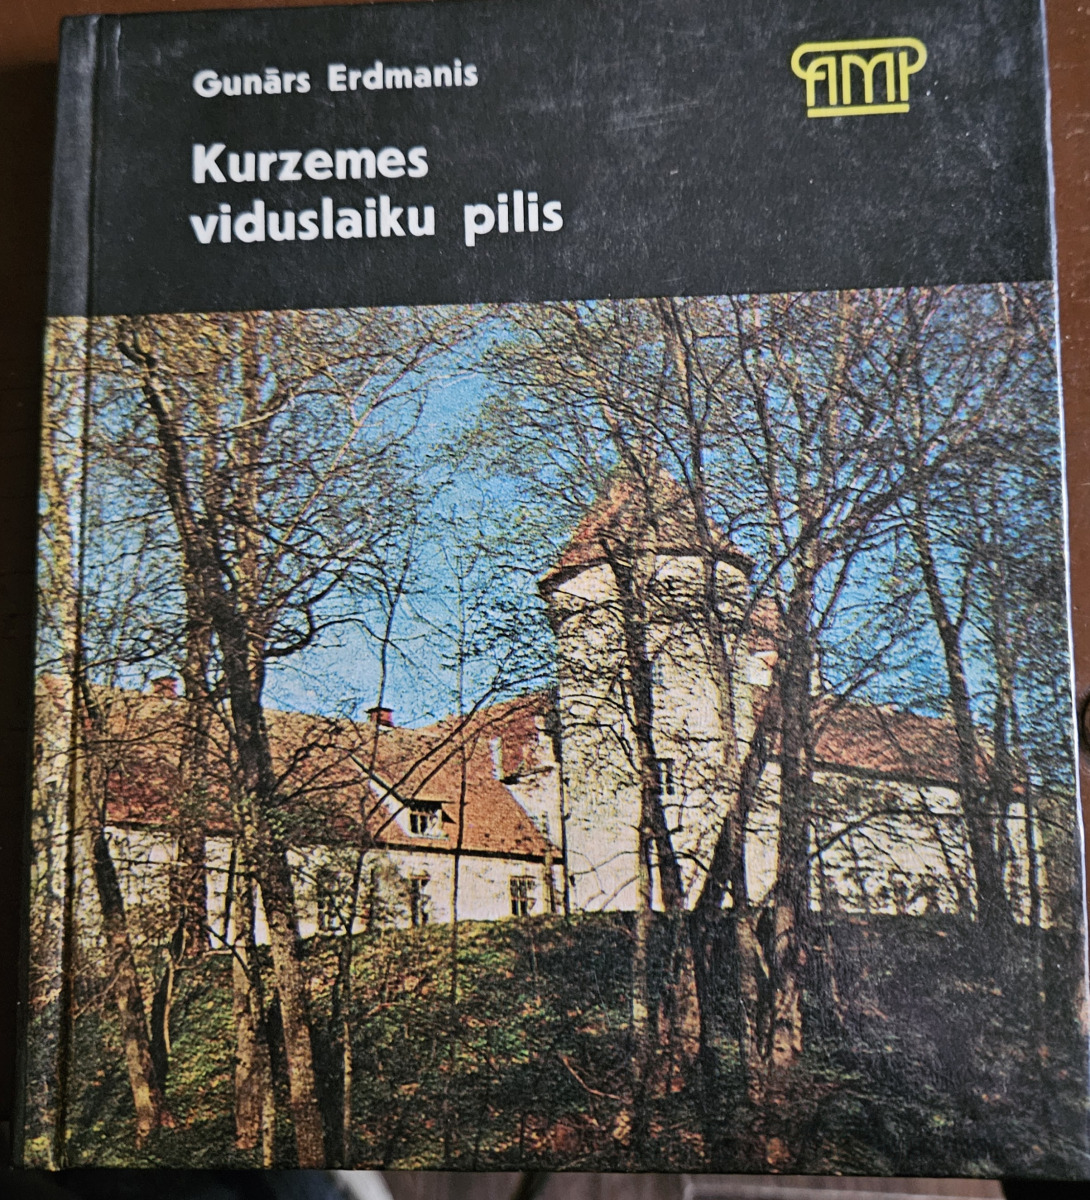 Gunārs Erdmanis
AMP
Kurzemes
viduslaiku pilis